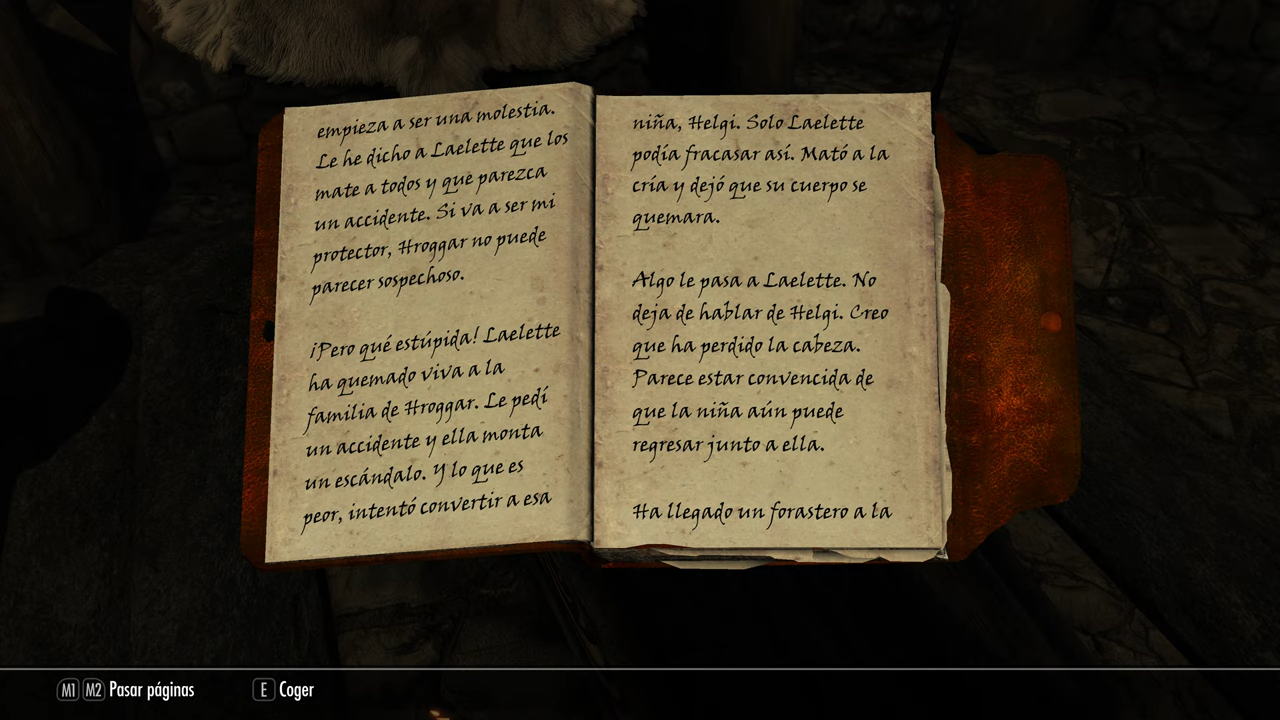 empieza a ser una molestia.
Le he dicho a Laelette que los
mate a todos y que parezca
un accidente. Si va a ser mi
protector, Hroggar no puede
parecer sospechoso.
¡Pero qué estúpida! Laelette
ha quemado viva a la
familia de Hroggar. Le pedí
un accidente y ella monta
un escándalo. Y lo que es
peor, intentó convertir a esa
niña, Helgi. Solo Laelette
podía fracasar así. Mató a la
cría y dejó que su cuerpo se
quemara.
Algo le pasa a Laelette. No
deja de hablar de Helgi. Creo
que ha perdido la cabeza.
Parece estar convencida de
que la niña aún puede
regresar junto a ella.
Ha llegado un forastero a la
M1 M2 Pasar páginas
E Coger